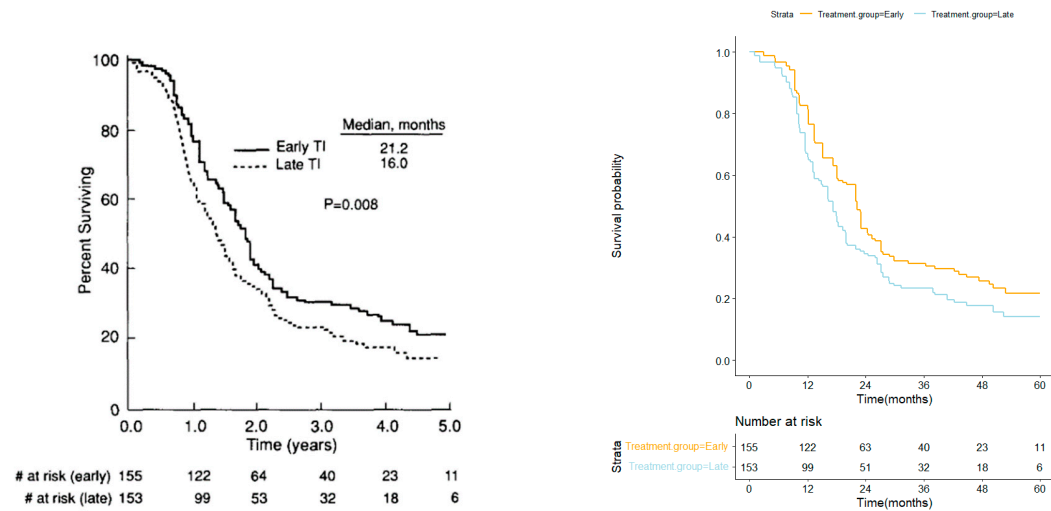 100
80
60
40
20
0
Percent Surviving
Median, months
Early TI 21.2
Late TI 16.0
P=0.008
0.0 1.0 2.0 3.0 4.0 5.0
Time (years)
# at risk (early) 155 122 64 40 23 11
# at risk (late) 153 99 53 32 18 6
Strata Treatment.group=Early Treatment.group=Late
1.0
0.8
0.6
0.4
0.2
0.0
Survival probability
0 12 24 36 48 60
Time(months)
Number at risk
Strata
Treatment.group=Early 155 122 63 40 23 11
Treatment.group=Late 153 99 51 32 18 6
0 12 24 36 48 60
Time(months)